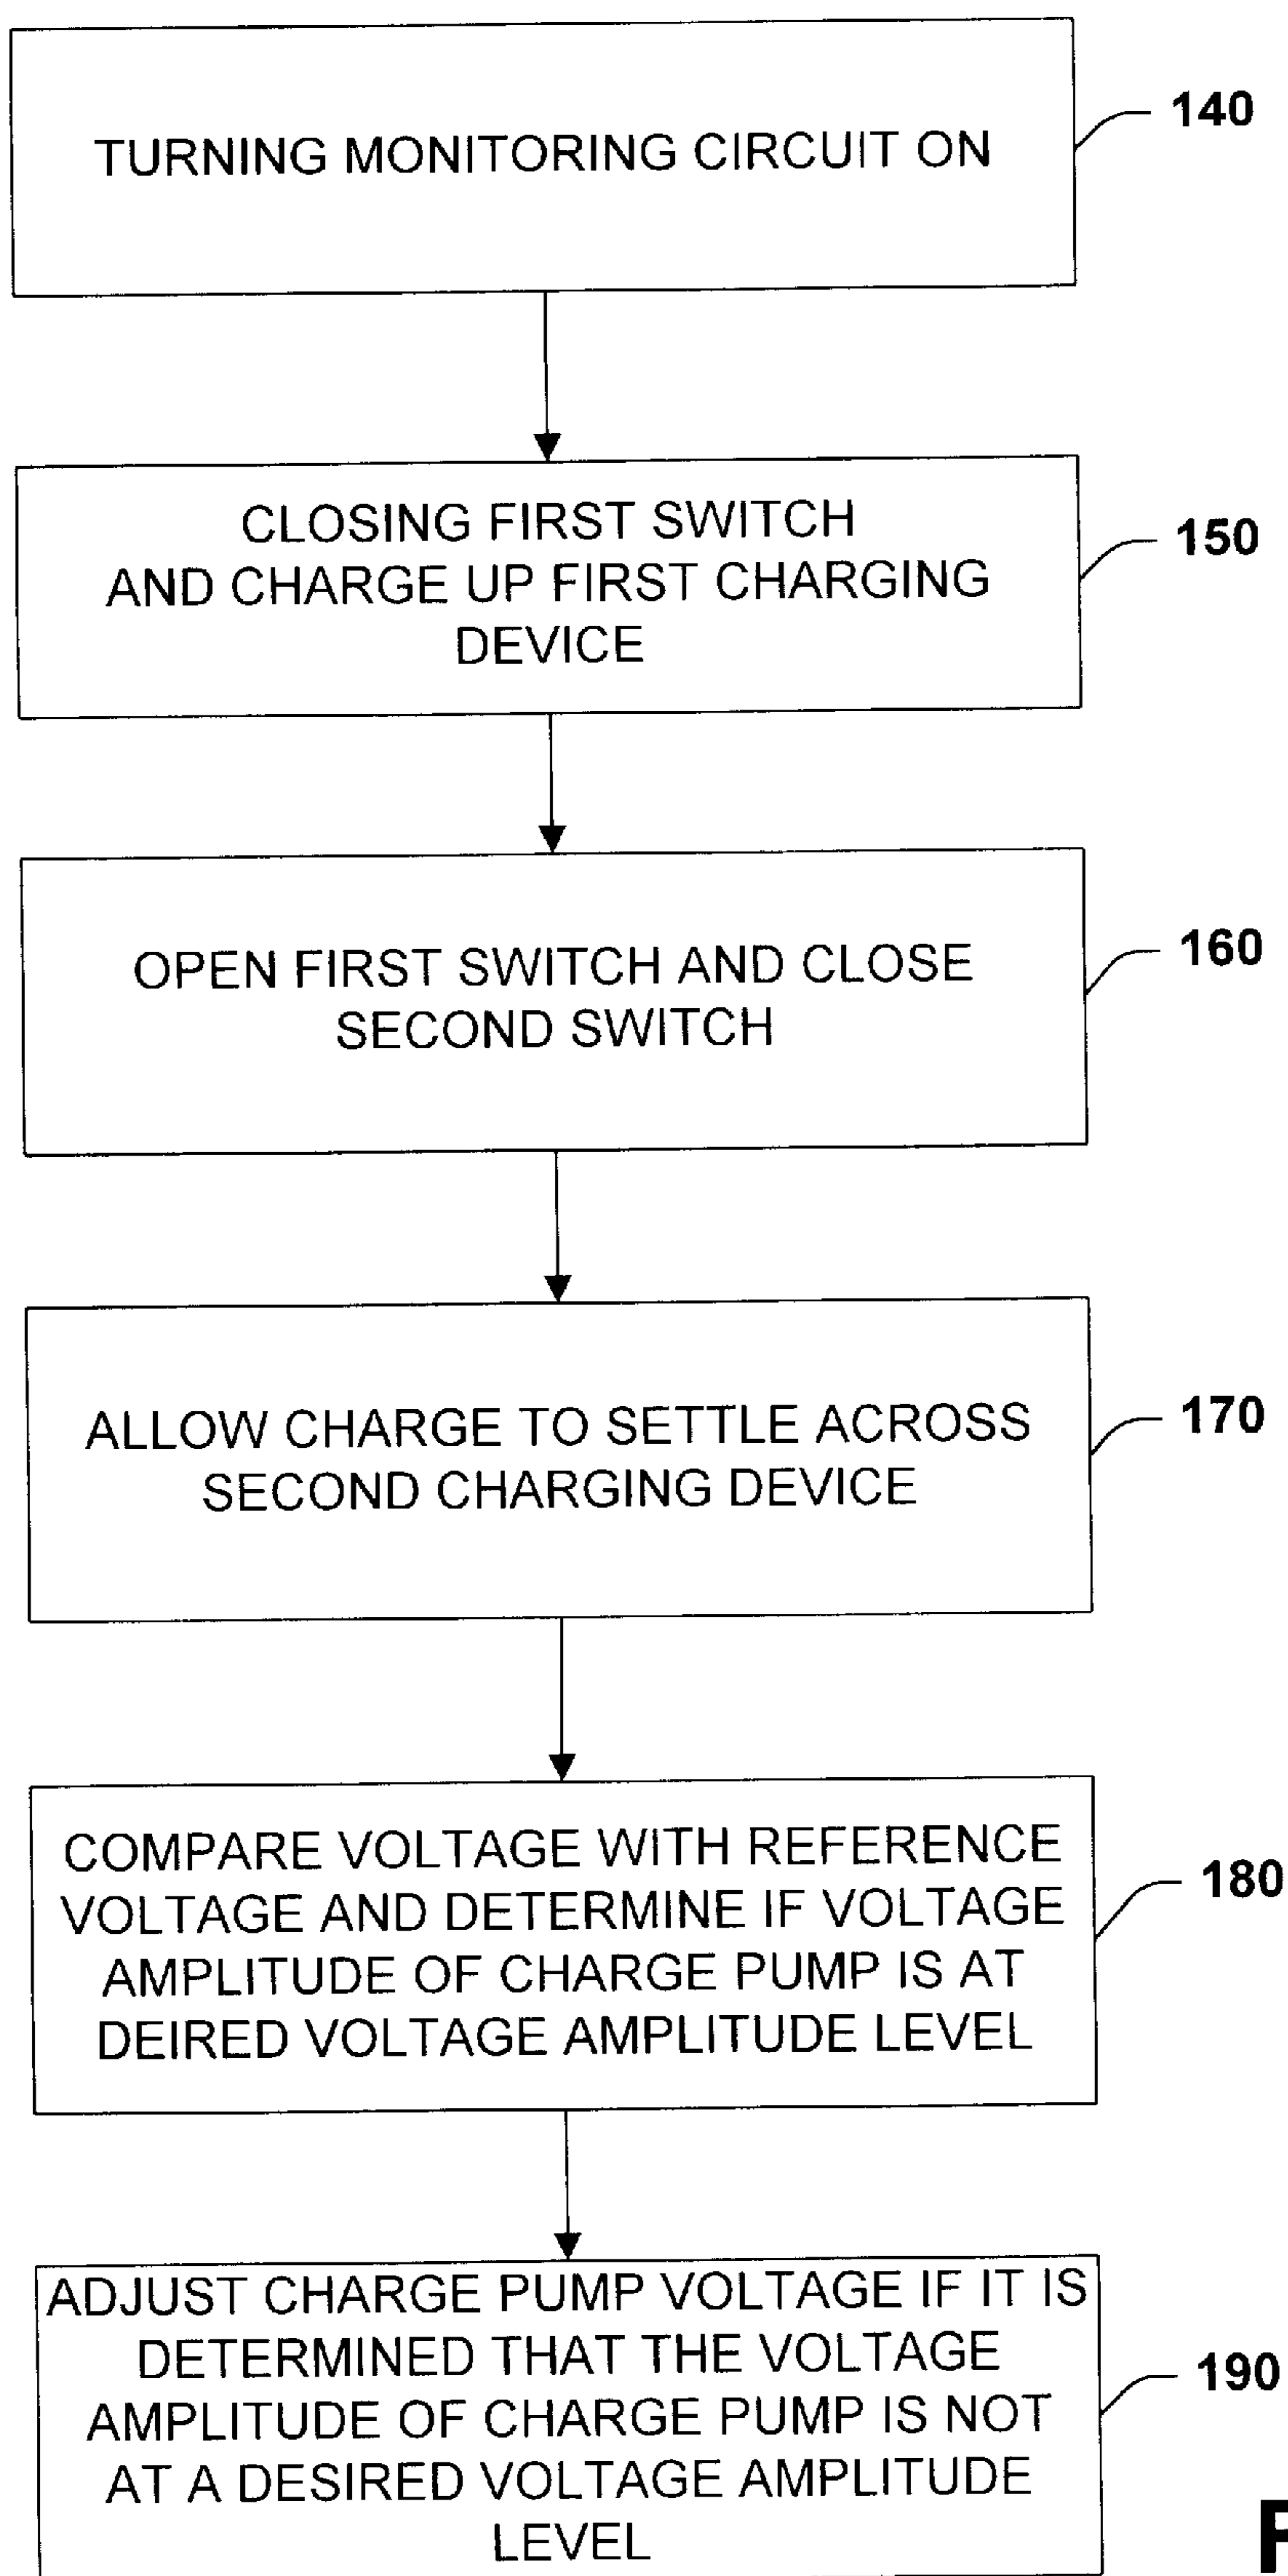 TURNING MONITORING CIRCUIT ON
140
CLOSING FIRST SWITCH
AND CHARGE UP FIRST CHARGING
DEVICE
150
OPEN FIRST SWITCH AND CLOSE
SECOND SWITCH
160
ALLOW CHARGE TO SETTLE ACROSS
SECOND CHARGING DEVICE
170
COMPARE VOLTAGE WITH REFERENCE
VOLTAGE AND DETERMINE IF VOLTAGE
AMPLITUDE OF CHARGE PUMP IS AT
DEIRED VOLTAGE AMPLITUDE LEVEL
180
ADJUST CHARGE PUMP VOLTAGE IF IT IS
DETERMINED THAT THE VOLTAGE
AMPLITUDE OF CHARGE PUMP IS NOT
AT A DESIRED VOLTAGE AMPLITUDE
LEVEL
190